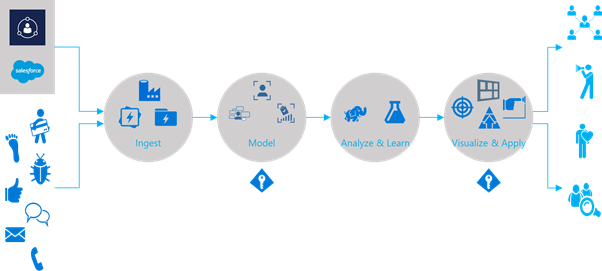 salesforce
Ingest
Model
Analyze & Learn
Visualize & Apply